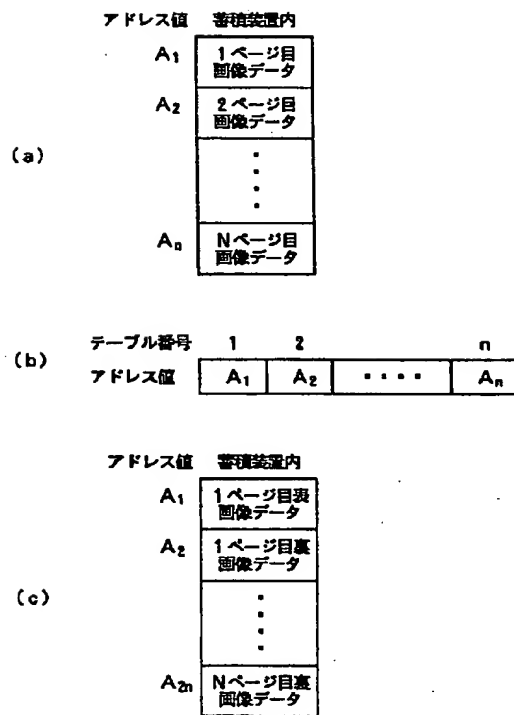 アドレス値 蓄積装置内
A1 1ページ目
画像データ
A2 2ページ目
画像データ
(a)
An Nページ目
画像データ
テーブル番号 1 2 n
(b)
アドレス値 A1 A2 ・・・・ An
アドレス値 蓄積装置内
A1 1ページ目表
画像データ
A2 1ページ目裏
画像データ
(c)
A2n Nページ目裏
画像データ